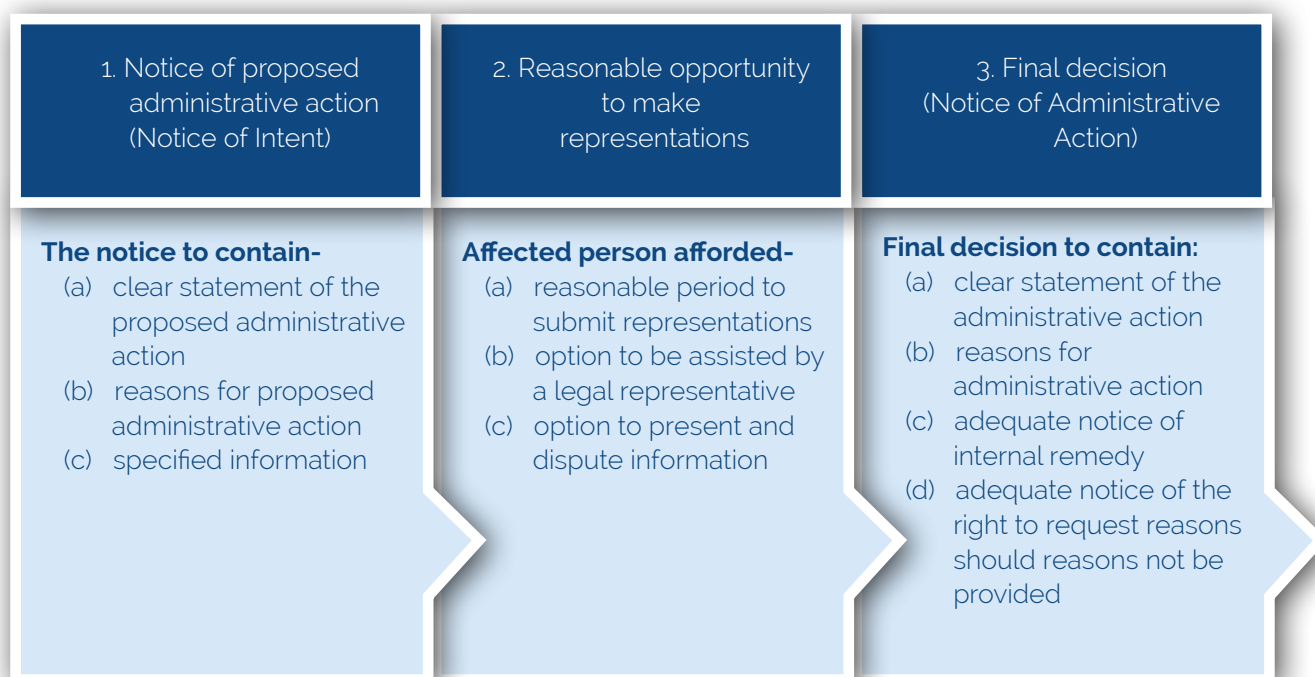 1. Notice of proposed
administrative action
(Notice of Intent)
The notice to contain-
(a) clear statement of the
proposed administrative
action
(b) reasons for proposed
administrative action
(c) specified information
2. Reasonable opportunity
to make
representations
Affected person afforded-
(a) reasonable period to
submit representations
(b) option to be assisted by
a legal representative
(c) option to present and
dispute information
3. Final decision
(Notice of Administrative
Action)
Final decision to contain:
(a) clear statement of the
administrative action
(b) reasons for
administrative action
(c) adequate notice of
internal remedy
(d) adequate notice of the
right to request reasons
should reasons not be
provided